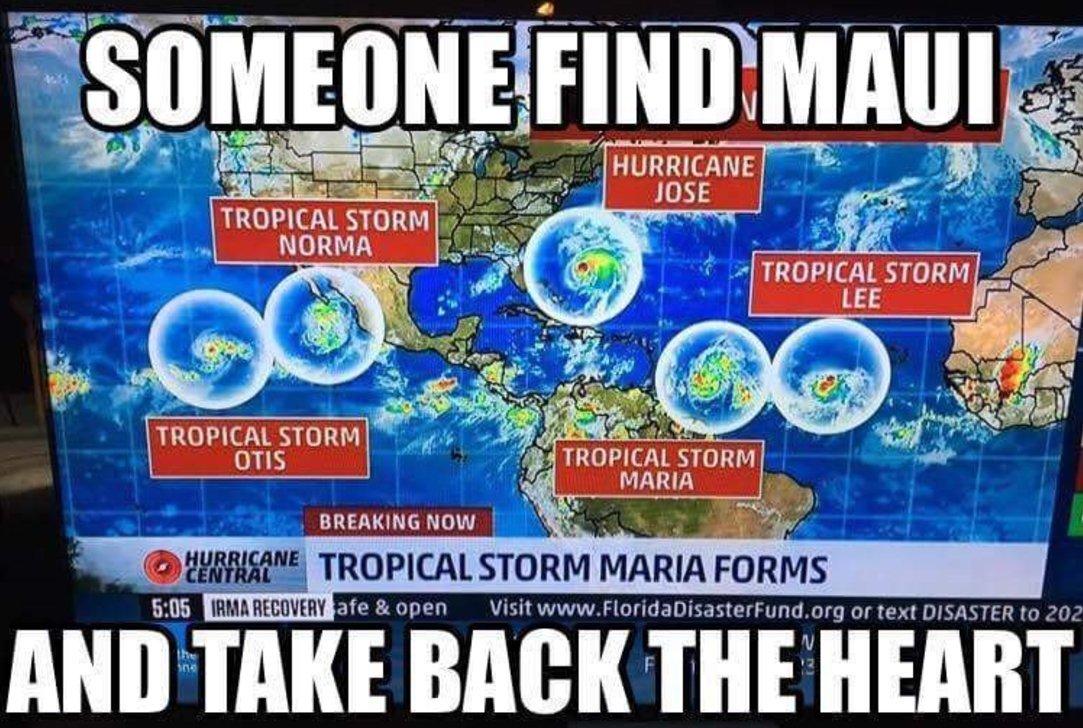 SOMEONE FIND MAUI
HURRICANE
JOSE
TROPICAL STORM
NORMA
TROPICAL STORM
LEE
TROPICAL STORM
OTIS
TROPICAL STORM
MARIA
BREAKING NOW
HURRICANE
CENTRAL
TROPICAL STORM MARIA FORMS
5:05 IRMA RECOVERY afe & open Visit www.FloridaDisasterFund.org or text DISASTER to 202
AND TAKE BACK THE HEART